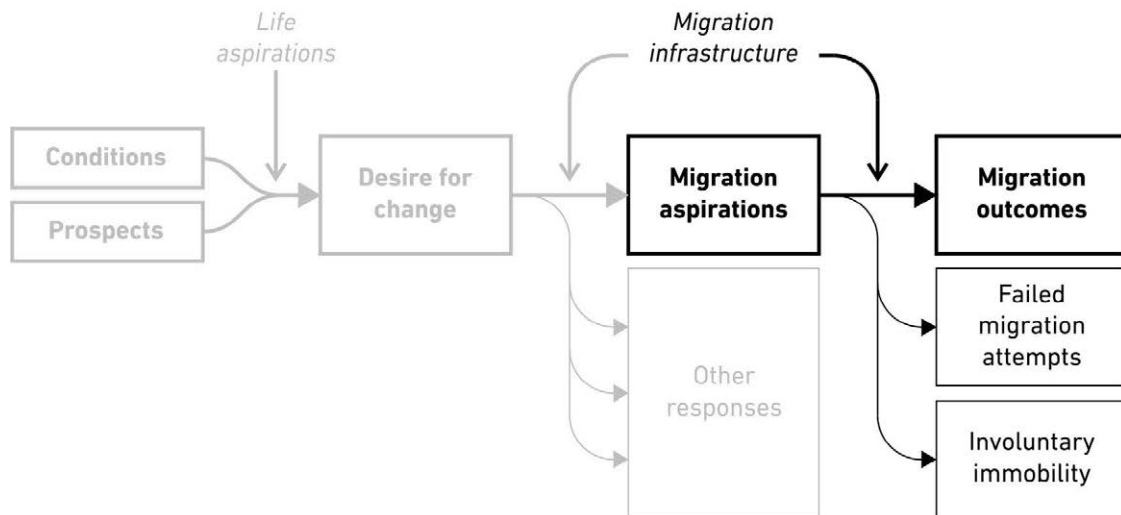 Life
aspirations
Migration
infrastructure
Conditions
Prospects
Desire for
change
Migration
aspirations
Migration
outcomes
Other
responses
Failed
migration
attempts
Involuntary
immobility